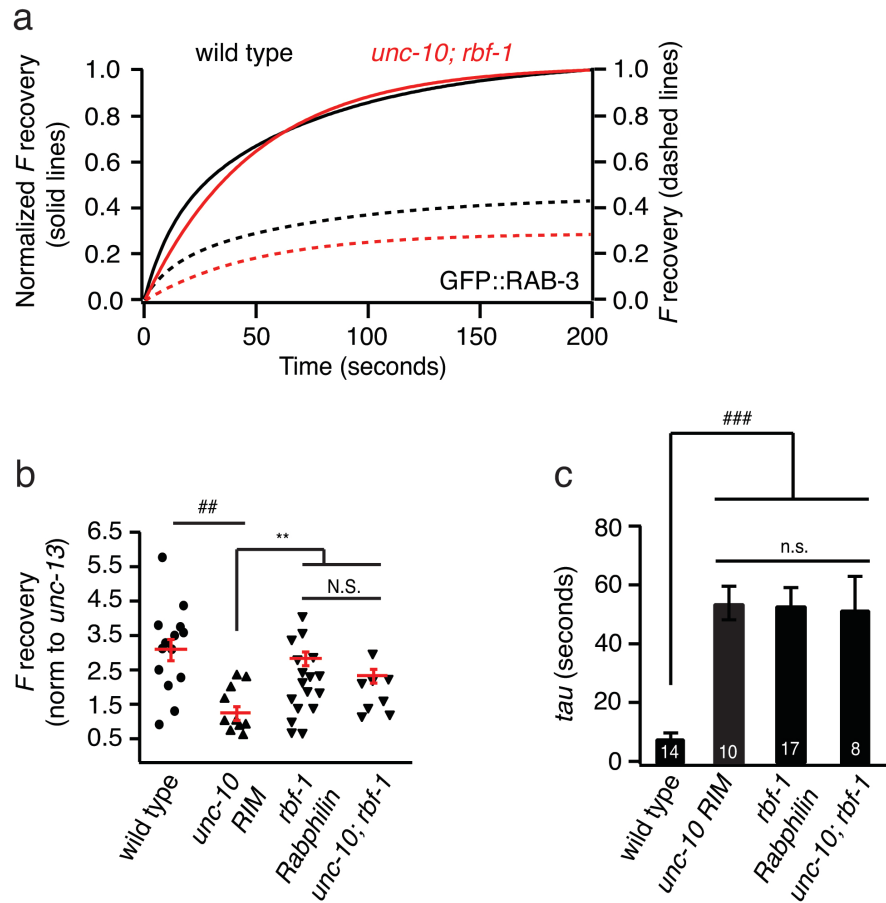 a
wild type
unc-10; rbf-1
Normalized F recovery
(solid lines)
1.0
0.8
0.6
0.4
0.2
0.0
1.0
0.8
0.6
0.4
0.2
0.0
F recovery (dashed lines)
GFP::RAB-3
0 50 100 150 200
Time (seconds)
b
F recovery
(norm to unc-13)
6.5
5.5
4.5
3.5
2.5
1.5
0.5
##
**
N.S.
wild type
unc-10
RIM
rbf-1
Rabphilin
unc-10; rbf-1
c
###
n.s.
tau (seconds)
80
60
40
20
0
14 10 17 8
wild type
unc-10 RIM
rbf-1
Rabphilin
unc-10; rbf-1